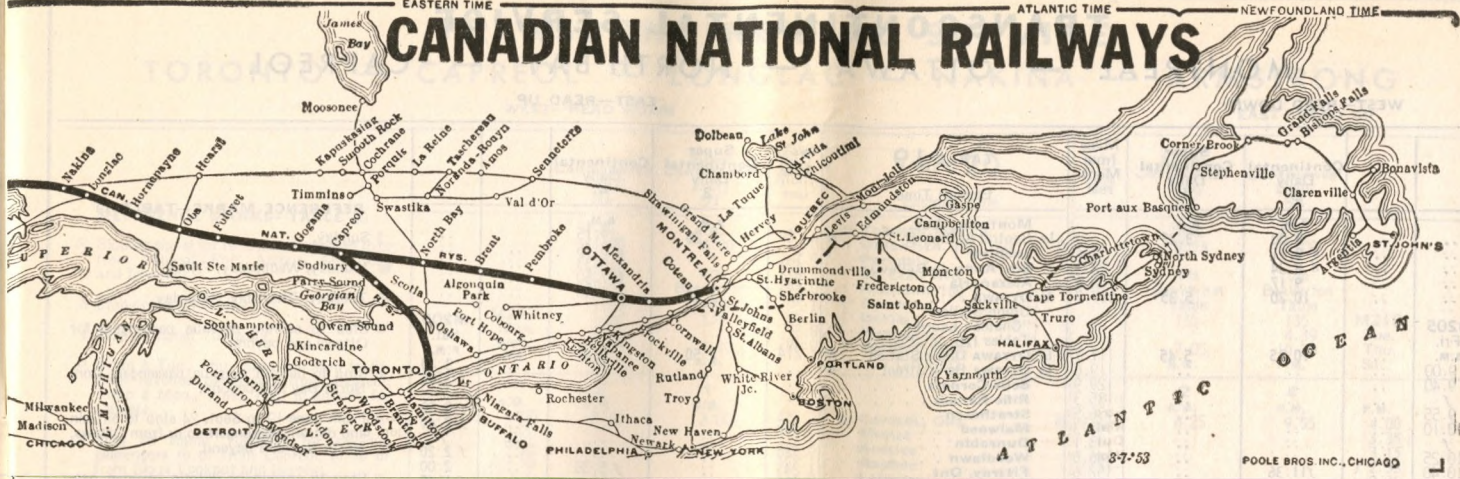 EASTERN TIME
ATLANTIC TIME
NEWFOUNDLAND TIME
CANADIAN NATIONAL RAILWAYS
James
Bay
Moosonee
Kapuskasing
Smooth Rock
Cochrane
Porquis
La Reine
Taschereau
Noranda-Rouyn
Amos
Senneterre
Timmins
Swastika
Val d'Or
Nakina
Longlac
Hornepayne
Hearst
Oba
Foleyet
Gogama
Capreol
CAN.
NAT.
RYS.
RYS.
North Bay
Brent
Pembroke
OTTAWA
Alexandria
Coteau
MONTREAL
Shawinigan Falls
Grand'Mere
La Tuque
Hervey
QUEBEC
Levis
Mont-Joli
Edmundston
Dolbeau
Lake
St John
Arvida
Chicoutimi
Chambord
SUPERIOR
Sault Ste Marie
Sudbury
Parry Sound
Georgian
Bay
Scotia
Algonquin
Park
Whitney
Southampton
Owen Sound
Kincardine
Goderich
L. HURON
Port Huron
Sarnia
Durand
L. MICHIGAN
Milwaukee
Madison
CHICAGO
DETROIT
Windsor
London
Stratford
Woodstock
Brantford
Hamilton
L. ERIE
TORONTO
Oshawa
Port Hope
Cobourg
Trenton
Belleville
Napanee
Kingston
Brockville
Cornwall
ONTARIO
Rochester
Niagara Falls
BUFFALO
Ithaca
PHILADELPHIA
Newark
NEW YORK
New Haven
Troy
Rutland
White River
Jc.
St. Albans
Valleyfield
St. Johns
Drummondville
St. Hyacinthe
Sherbrooke
Berlin
PORTLAND
BOSTON
St. Leonard
Campbellton
Gaspé
Fredericton
Saint John
Moncton
Sackville
Cape Tormentine
Charlottetown
Truro
HALIFAX
Yarmouth
North Sydney
Sydney
Port aux Basques
Stephenville
Corner Brook
Grand Falls
Bishops Falls
Clarenville
Bonavista
Argentia
ST. JOHN'S
ATLANTIC OCEAN
3-7-'53
POOLE BROS. INC., CHICAGO